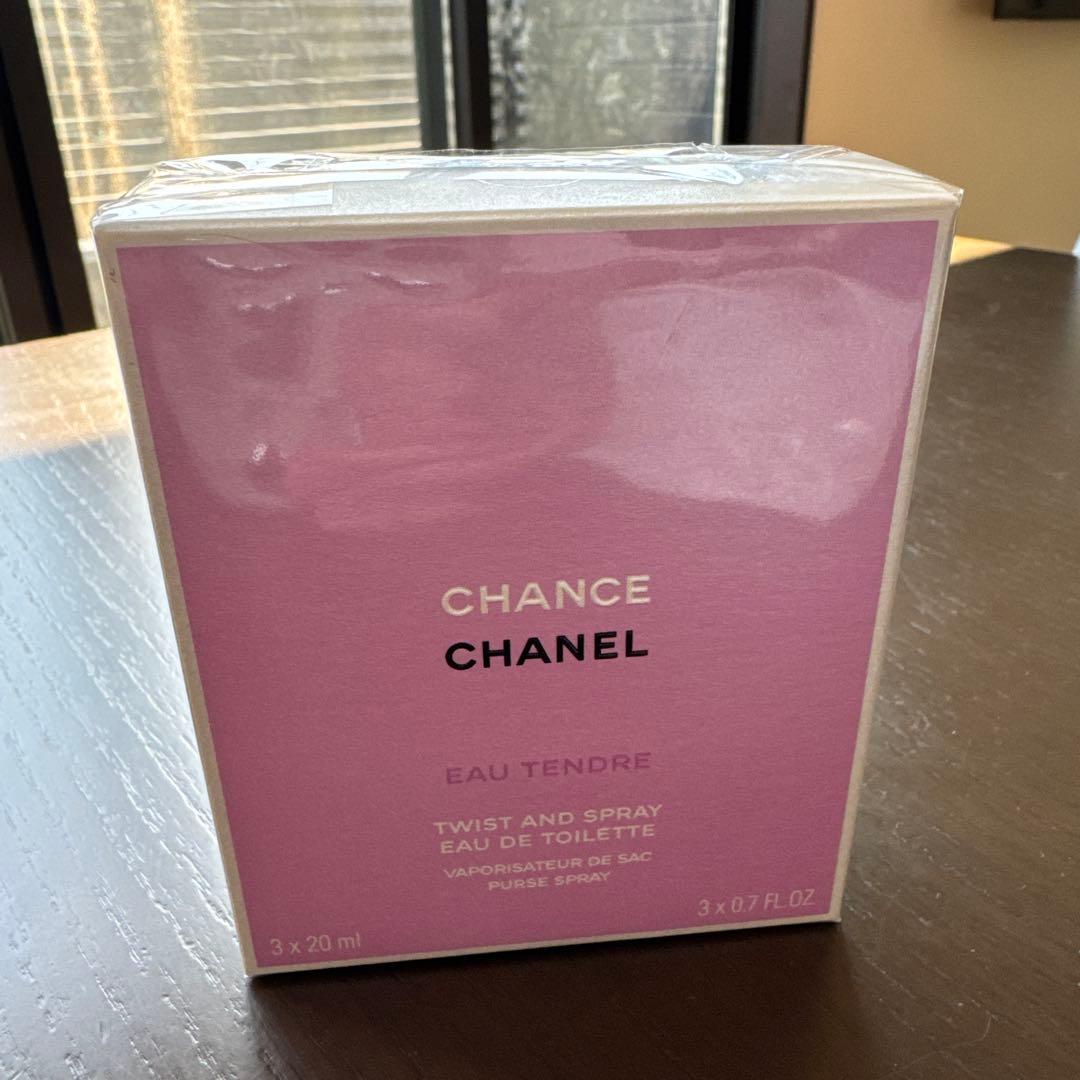 CHANCE
CHANEL
EAU TENDRE
TWIST AND SPRAY
EAU DE TOILETTE
VAPORISATEUR DE SAC
PURSE SPRAY
3 x 20 ml
3 x 0.7 FL.OZ